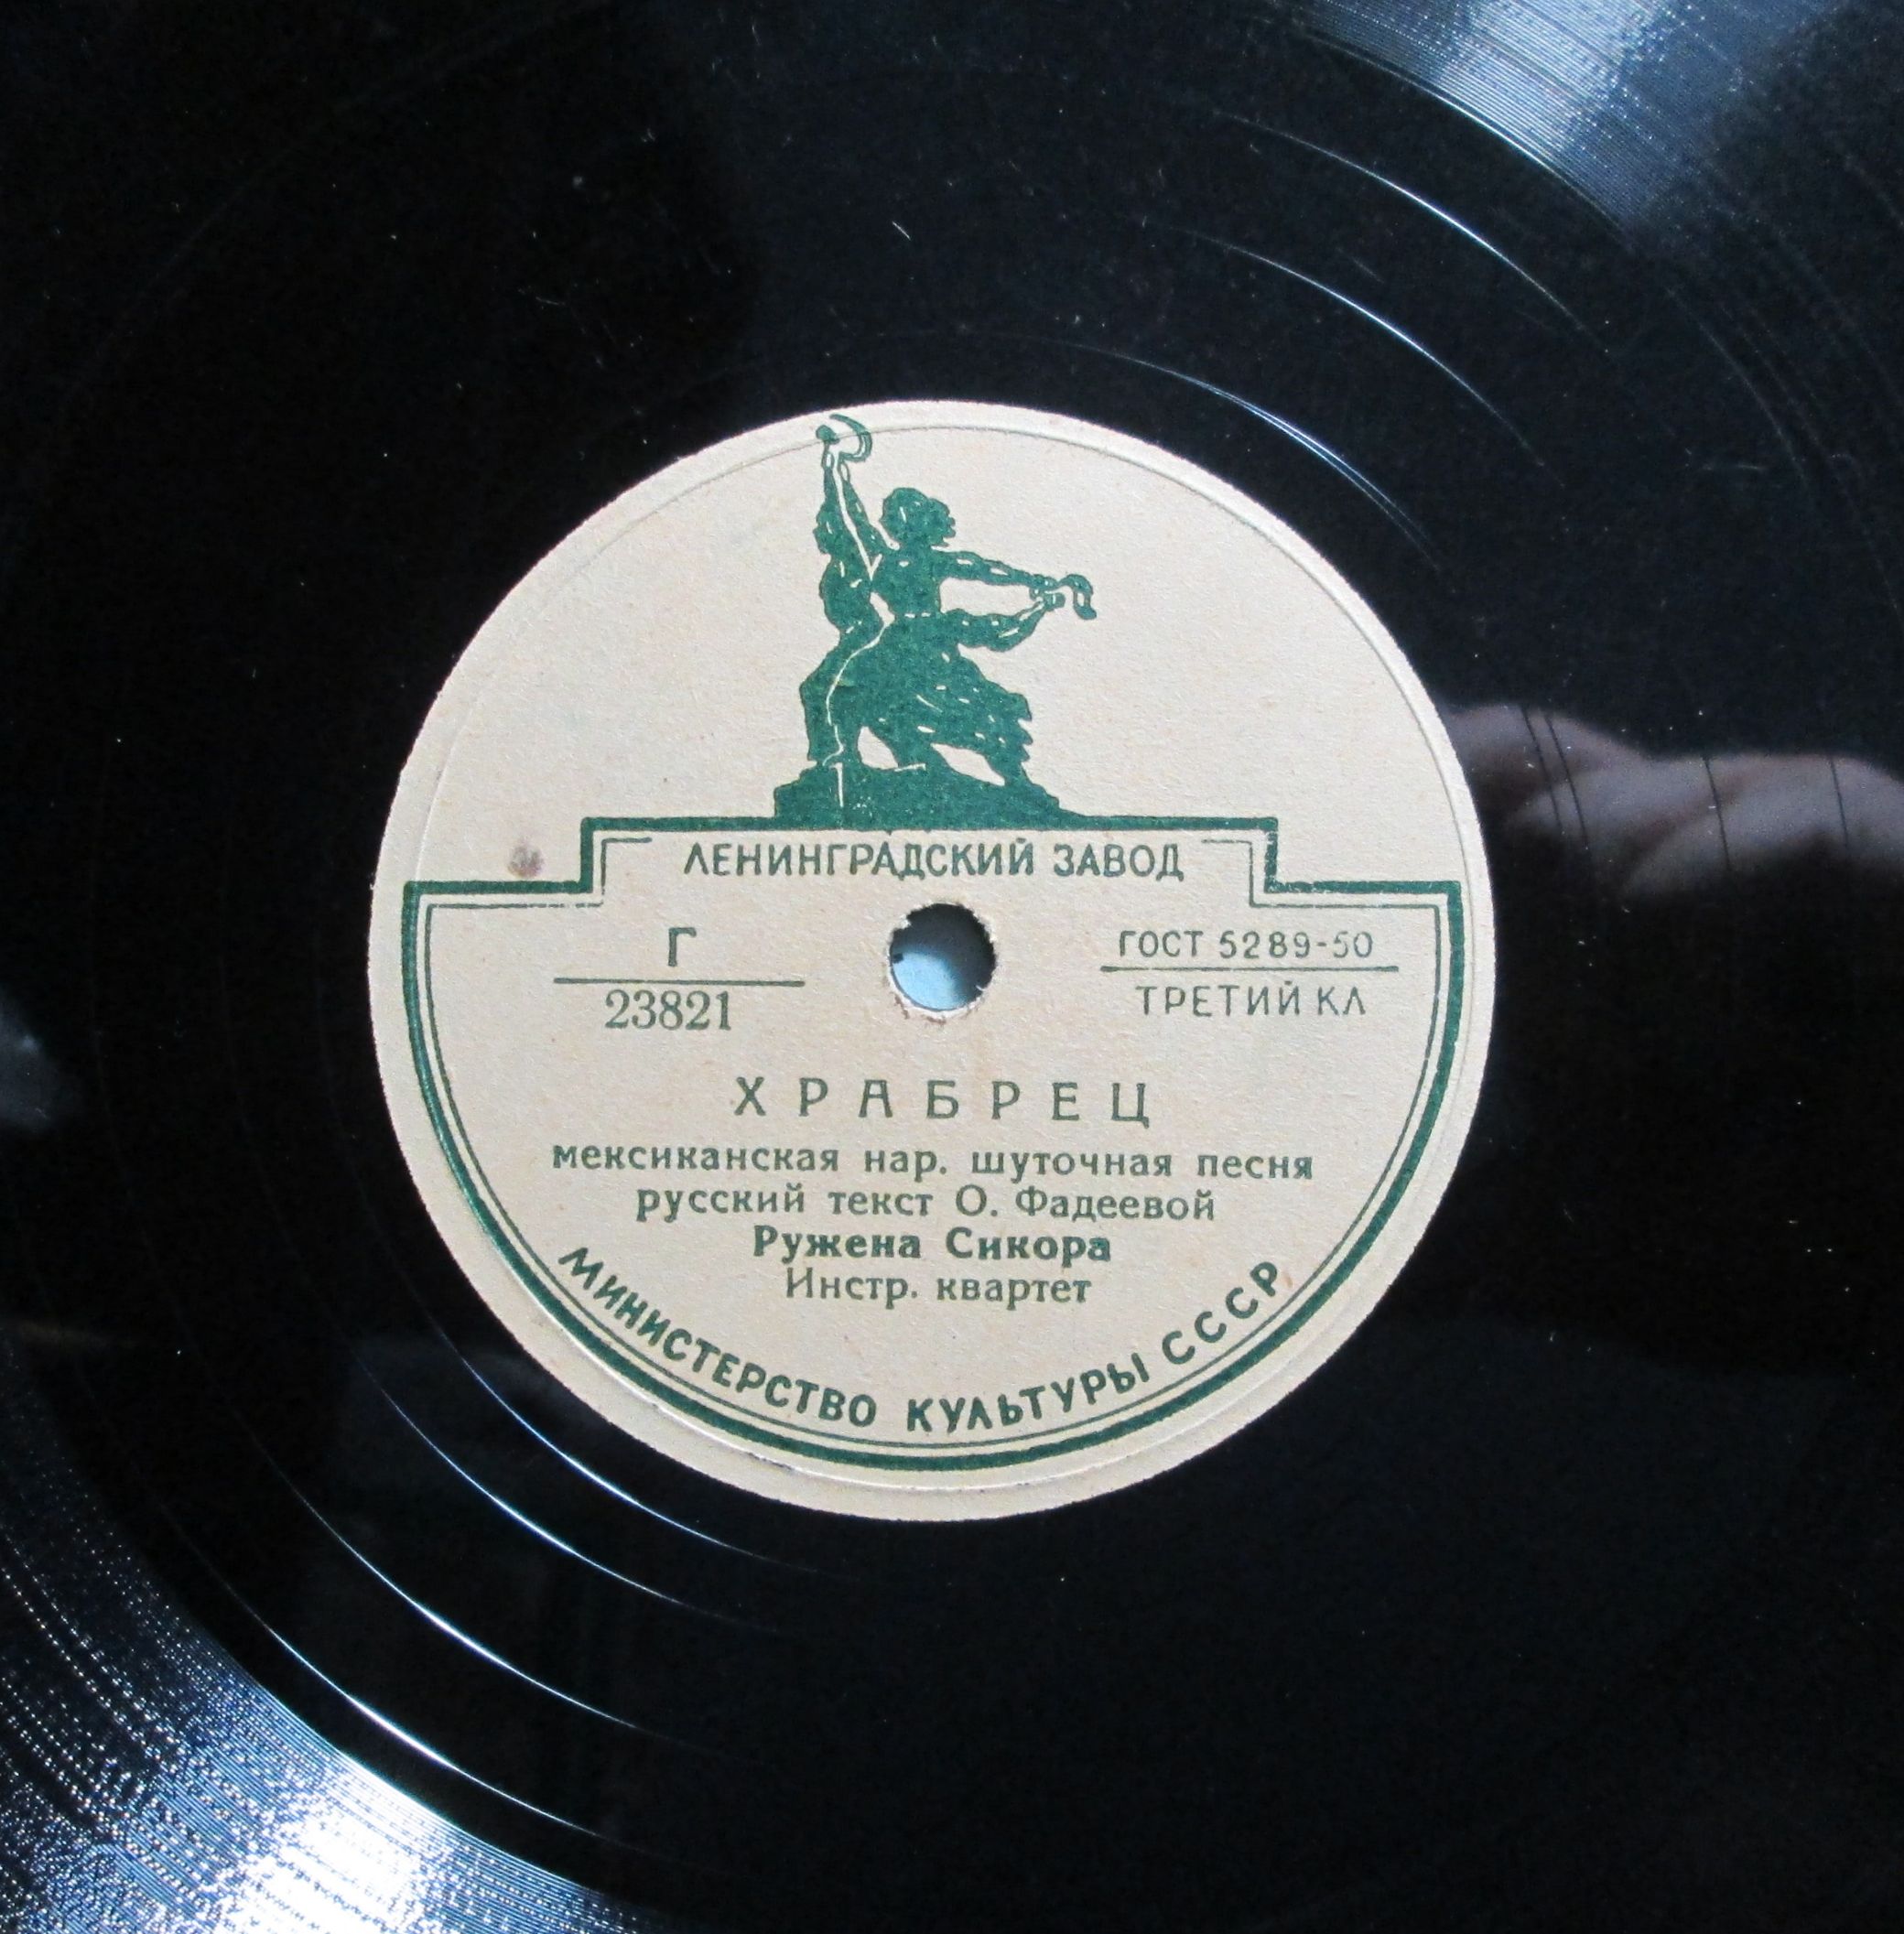 ЛЕНИНГРАДСКИЙ ЗАВОД
Г
23821
ГОСТ 5289-50
ТРЕТИЙ КЛ
ХРАБРЕЦ
мексиканская нар. шуточная песня
русский текст О. Фадеевой
Ружена Сикора
Инстр. квартет
МИНИСТЕРСТВО КУЛЬТУРЫ СССР